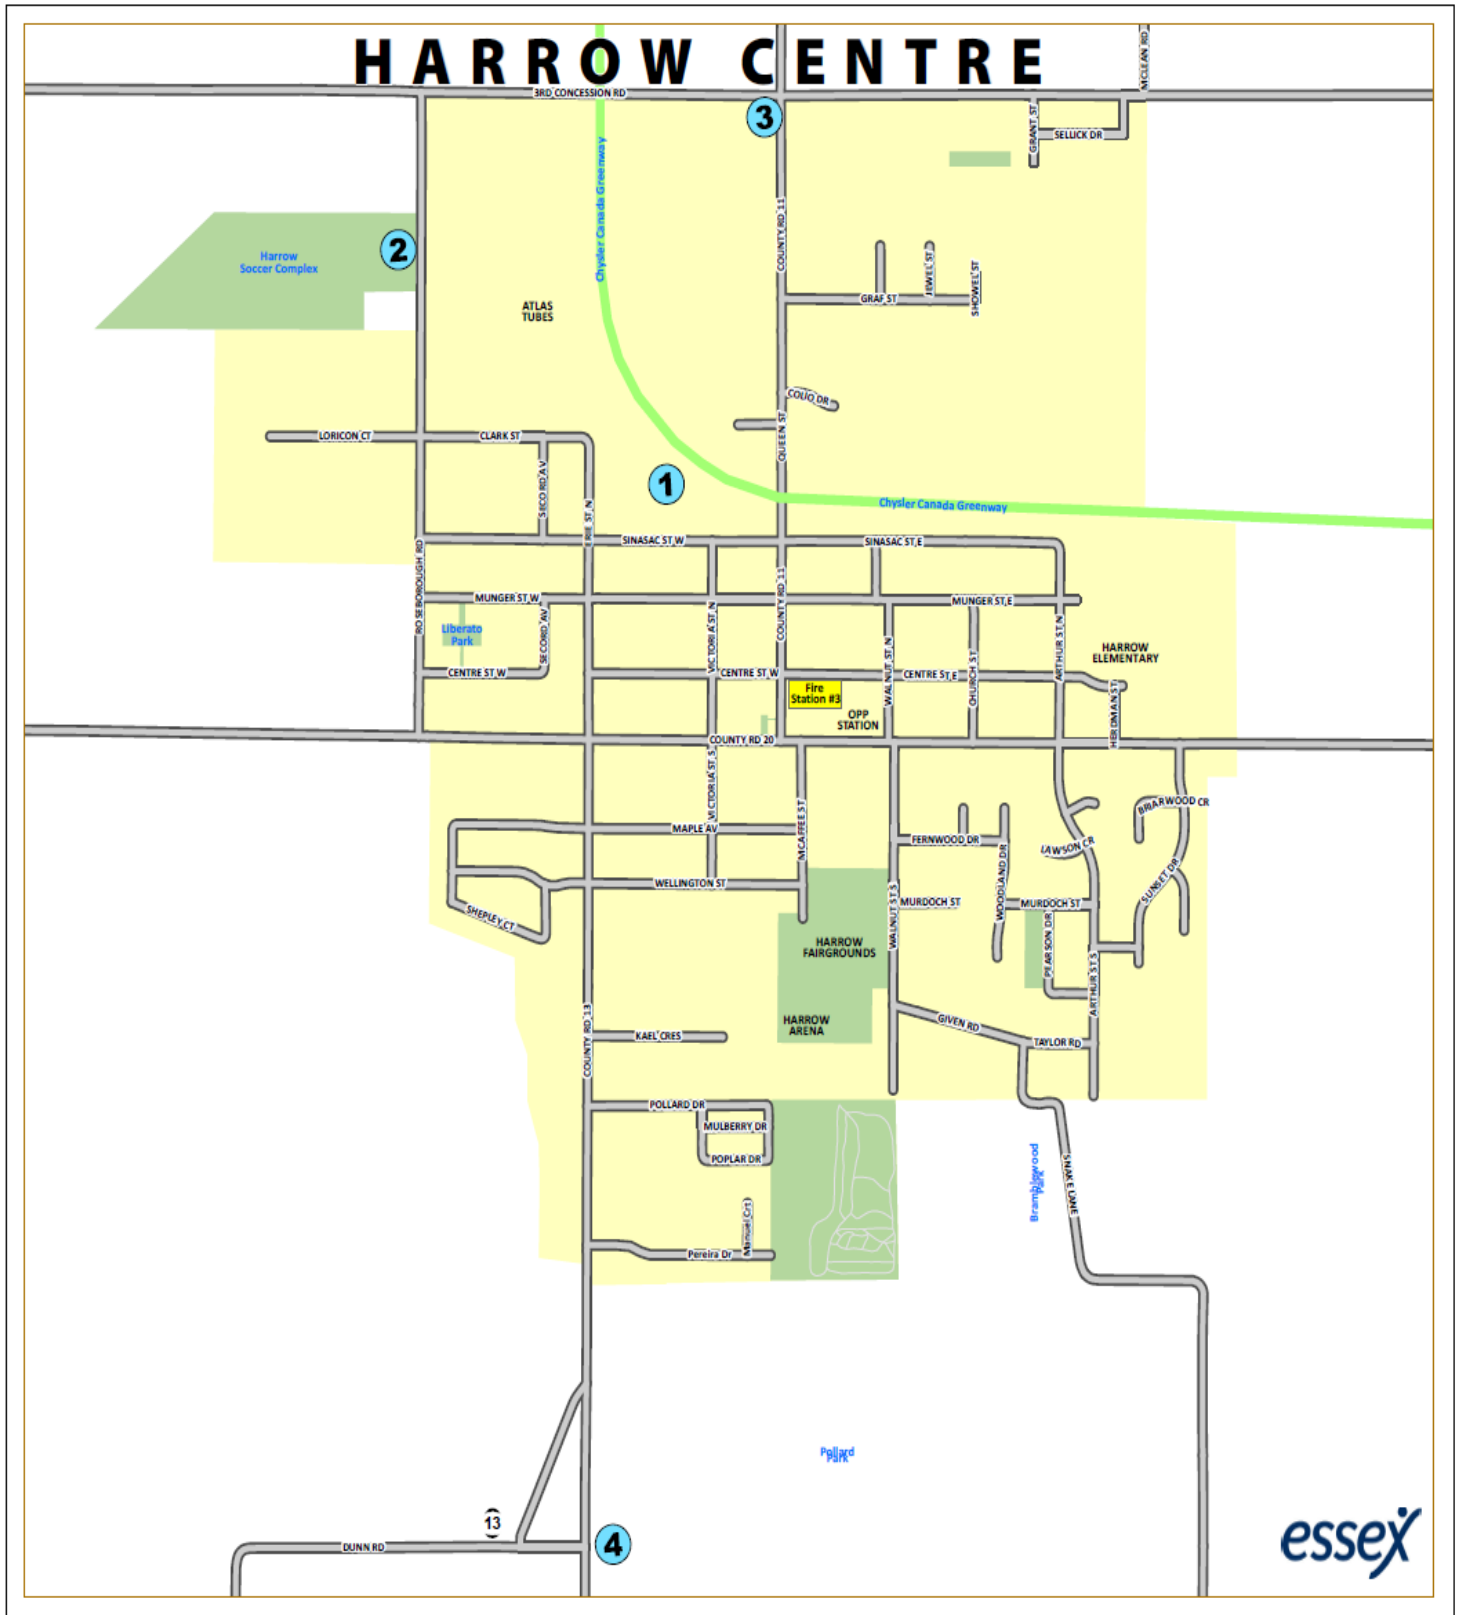 HARROW CENTRE
MCLEAN RD
3RD CONCESSION RD
3
GRANT ST
SELLICK DR
Chysler Canada Greenway
COUNTY RD 11
2
Harrow
Soccer Complex
JEWEL ST
SHOWEL ST
GRAF ST
ATLAS
TUBES
COLIO DR
QUEEN ST
LORICON CT
CLARK ST
SECORD AV
1
ERIE ST N
Chysler Canada Greenway
SINASAC ST W
SINASAC ST E
ROSEBOROUGH RD
COUNTY RD 11
MUNGER ST W
MUNGER ST E
Liberato
Park
SECORD AV
VICTORIA ST N
WALNUT ST N
CHURCH ST
ARTHUR ST N
HARROW
ELEMENTARY
CENTRE ST W
CENTRE ST W
CENTRE ST E
Fire
Station #3
OPP
STATION
HERDMAN ST
COUNTY RD 20
VICTORIA ST S
MCAFFEE ST
BRIARWOOD CR
MAPLE AV
FERNWOOD DR
LAWSON CR
WOODLAND DR
SUNSET DR
WELLINGTON ST
WALNUT ST S
MURDOCH ST
MURDOCH ST
SHEPLEY CT
PEARSON DR
HARROW
FAIRGROUNDS
ARTHUR ST S
HARROW
ARENA
GIVEN RD
COUNTY RD 13
KAEL CRES
TAYLOR RD
POLLARD DR
MULBERRY DR
POPLAR DR
Bramblewood
Park
SNAKE LANE
Manuel Crt
Pereira Dr
Pollard
Park
13
DUNN RD
4
essex